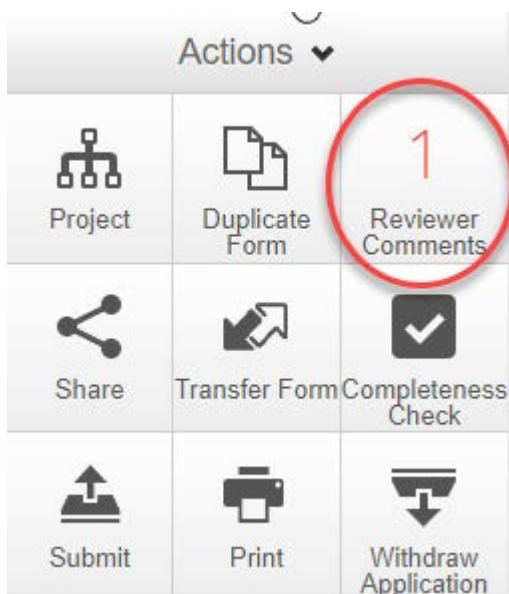 Actions
1
Project
Duplicate
Form
Reviewer
Comments
Share
Transfer Form
Completeness
Check
Submit
Print
Withdraw
Application